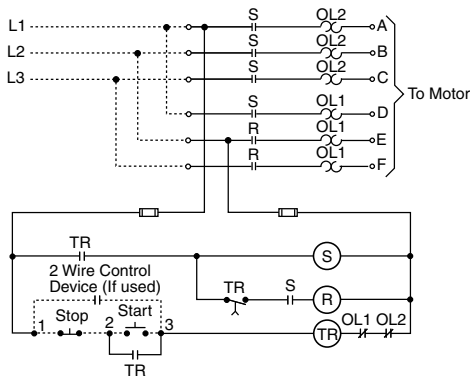 L1 S OL2 A
L2 S OL2 B
L3 S OL2 C
To Motor
S OL1 D
R OL1 E
R OL1 F
TR S
2 Wire Control
Device (If used)
TR S R
1 Stop 2 Start 3 TR OL1 OL2
TR